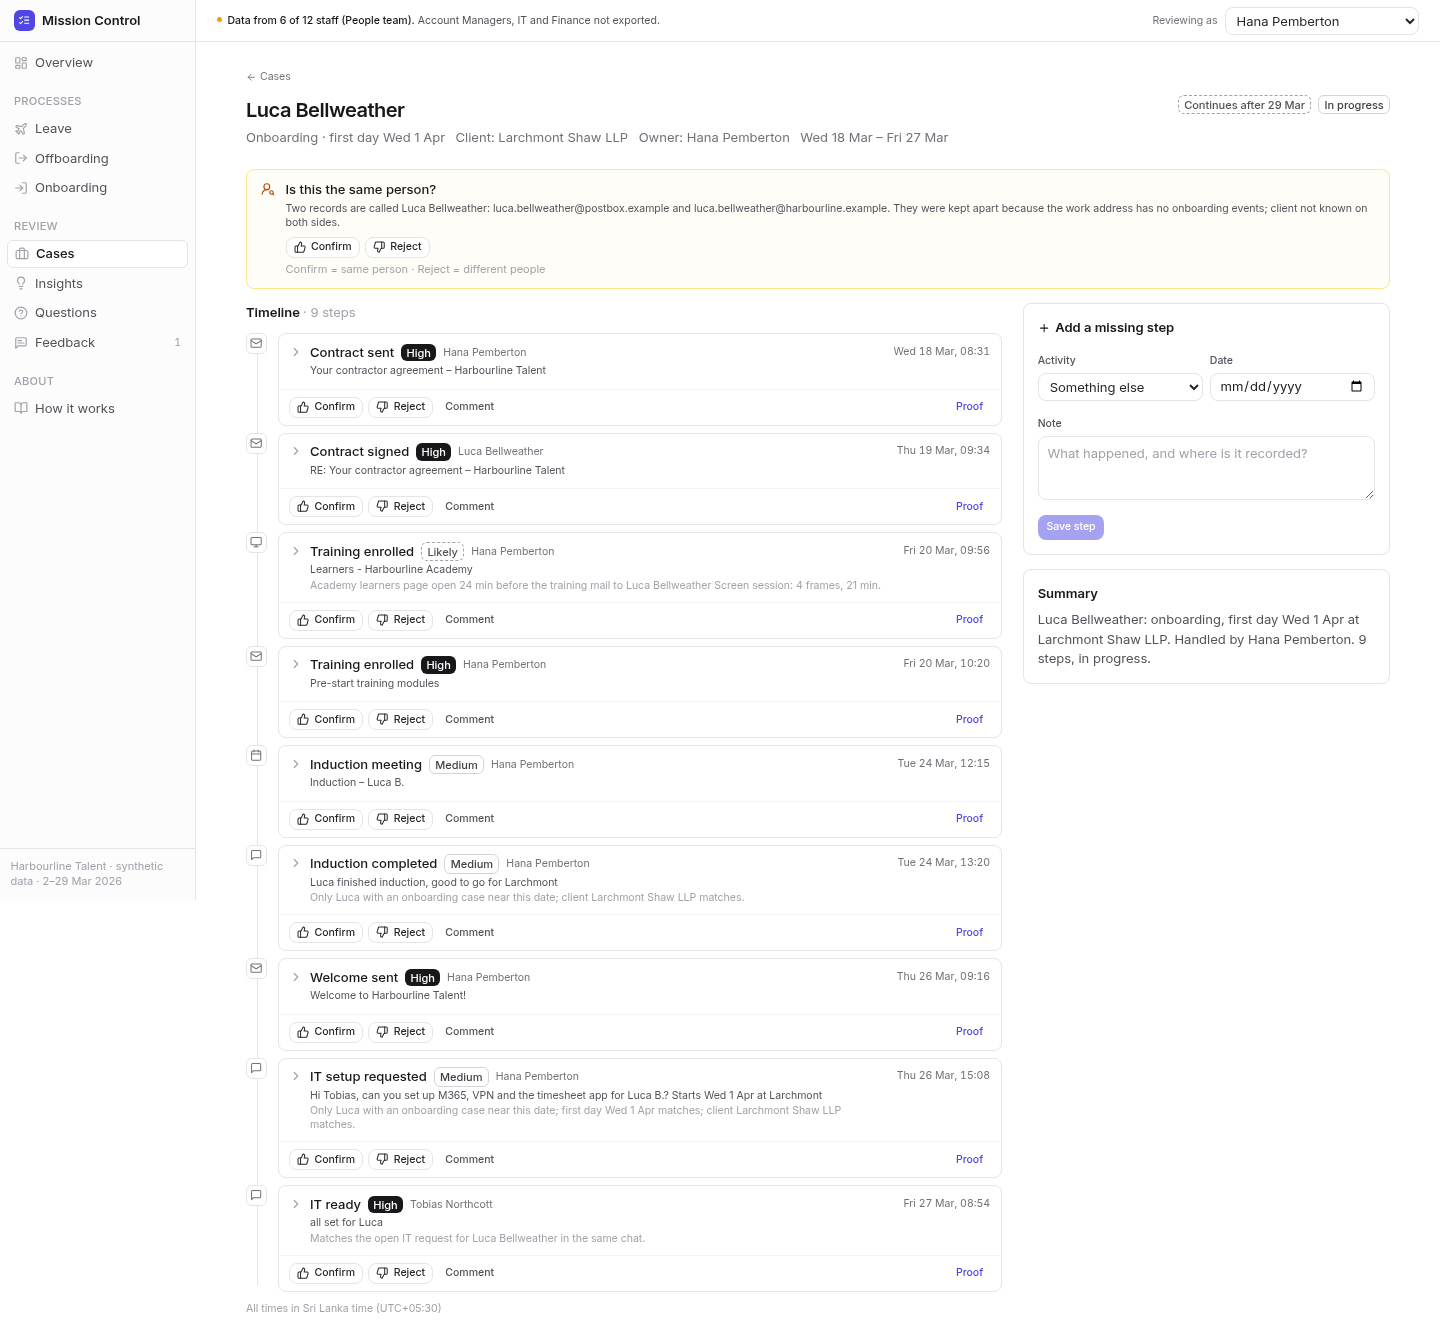 Mission Control
Data from 6 of 12 staff (People team). Account Managers, IT and Finance not exported.
Reviewing as
Hana Pemberton
Overview
PROCESSES
Leave
Offboarding
Onboarding
REVIEW
Cases
Insights
Questions
Feedback
1
ABOUT
How it works
Harbourline Talent · synthetic
data · 2–29 Mar 2026
← Cases
Luca Bellweather
Continues after 29 Mar
In progress
Onboarding · first day Wed 1 Apr Client: Larchmont Shaw LLP Owner: Hana Pemberton Wed 18 Mar – Fri 27 Mar
Is this the same person?
Two records are called Luca Bellweather: luca.bellweather@postbox.example and luca.bellweather@harbourline.example. They were kept apart because the work address has no onboarding events; client not known on
both sides.
Confirm
Reject
Confirm = same person · Reject = different people
Timeline · 9 steps
Contract sent High Hana Pemberton Wed 18 Mar, 08:31
Your contractor agreement – Harbourline Talent
Confirm Reject Comment Proof
Contract signed High Luca Bellweather Thu 19 Mar, 09:34
RE: Your contractor agreement – Harbourline Talent
Confirm Reject Comment Proof
Training enrolled Likely Hana Pemberton Fri 20 Mar, 09:56
Learners - Harbourline Academy
Academy learners page open 24 min before the training mail to Luca Bellweather Screen session: 4 frames, 21 min.
Confirm Reject Comment Proof
Training enrolled High Hana Pemberton Fri 20 Mar, 10:20
Pre-start training modules
Confirm Reject Comment Proof
Induction meeting Medium Hana Pemberton Tue 24 Mar, 12:15
Induction – Luca B.
Confirm Reject Comment Proof
Induction completed Medium Hana Pemberton Tue 24 Mar, 13:20
Luca finished induction, good to go for Larchmont
Only Luca with an onboarding case near this date; client Larchmont Shaw LLP matches.
Confirm Reject Comment Proof
Welcome sent High Hana Pemberton Thu 26 Mar, 09:16
Welcome to Harbourline Talent!
Confirm Reject Comment Proof
IT setup requested Medium Hana Pemberton Thu 26 Mar, 15:08
Hi Tobias, can you set up M365, VPN and the timesheet app for Luca B.? Starts Wed 1 Apr at Larchmont
Only Luca with an onboarding case near this date; first day Wed 1 Apr matches; client Larchmont Shaw LLP
matches.
Confirm Reject Comment Proof
IT ready High Tobias Northcott Fri 27 Mar, 08:54
all set for Luca
Matches the open IT request for Luca Bellweather in the same chat.
Confirm Reject Comment Proof
All times in Sri Lanka time (UTC+05:30)
+ Add a missing step
Activity
Date
Something else
mm/dd/yyyy
Note
What happened, and where is it recorded?
Save step
Summary
Luca Bellweather: onboarding, first day Wed 1 Apr at
Larchmont Shaw LLP. Handled by Hana Pemberton. 9
steps, in progress.